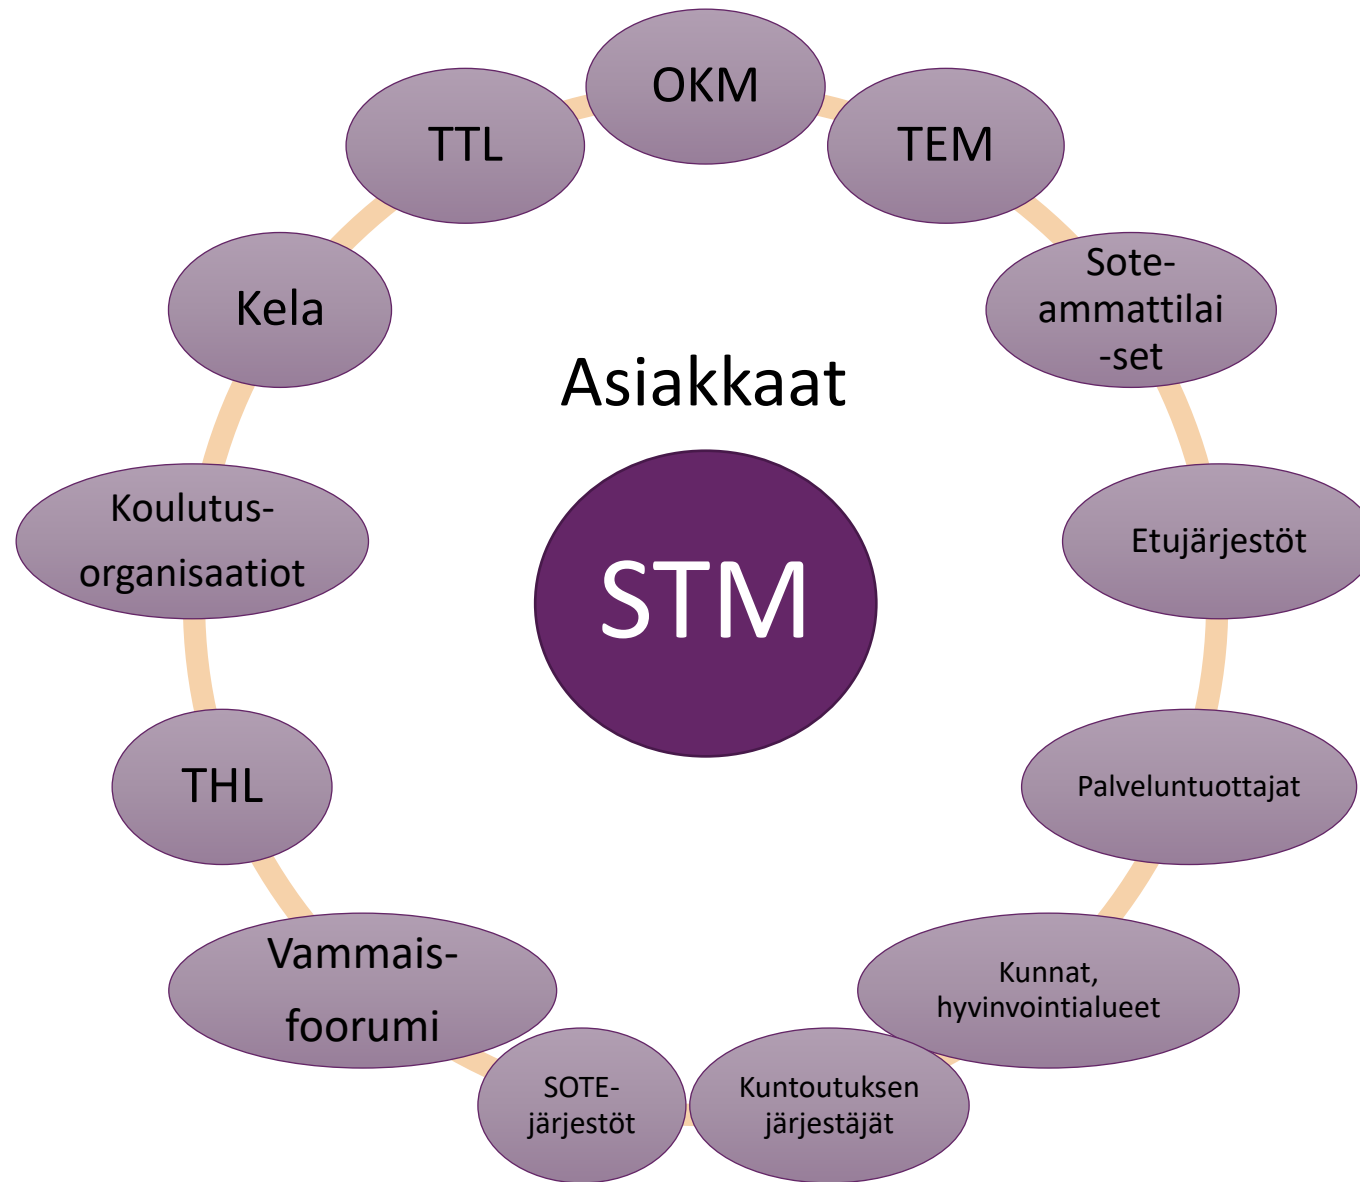 OKM
TTL
TEM
Sote-
ammattilai
-set
Kela
Asiakkaat
Koulutus-
organisaatiot
Etujärjestöt
STM
THL
Palveluntuottajat
Vammais-
foorumi
Kunnat,
hyvinvointialueet
SOTE-
järjestöt
Kuntoutuksen
järjestäjät